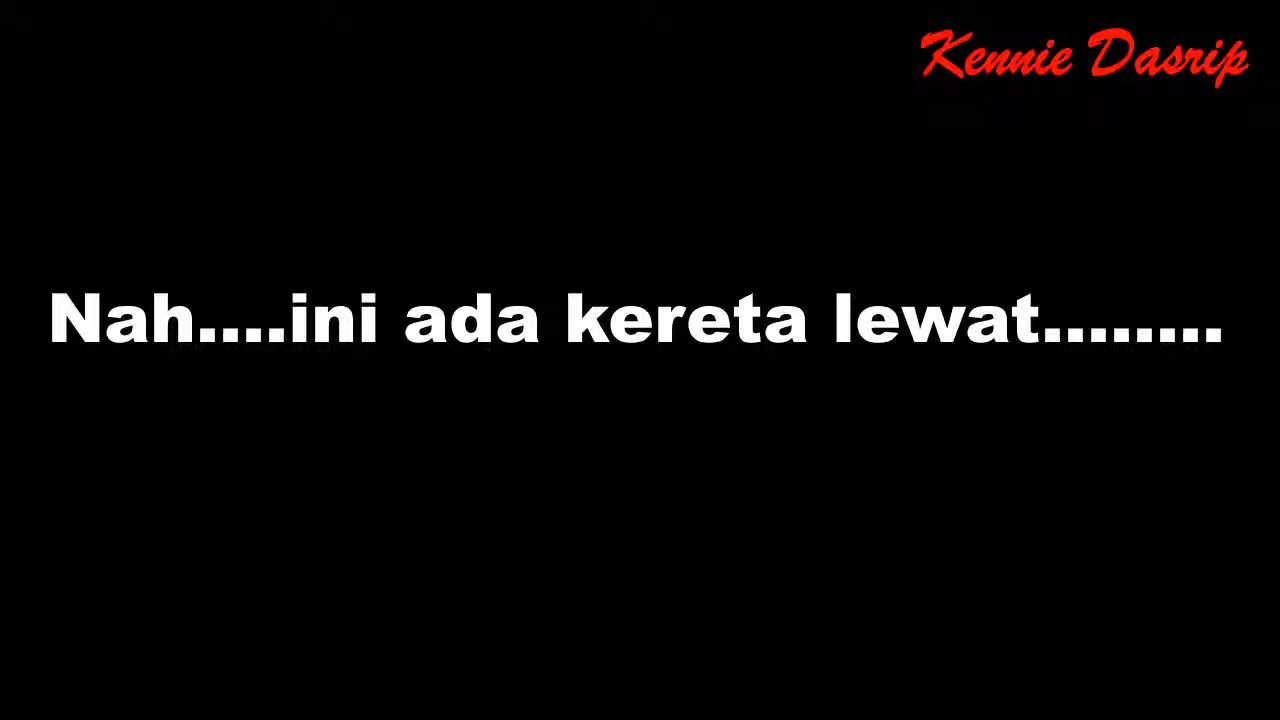 Kennie Dasrip
Nah....ini ada kereta lewat........